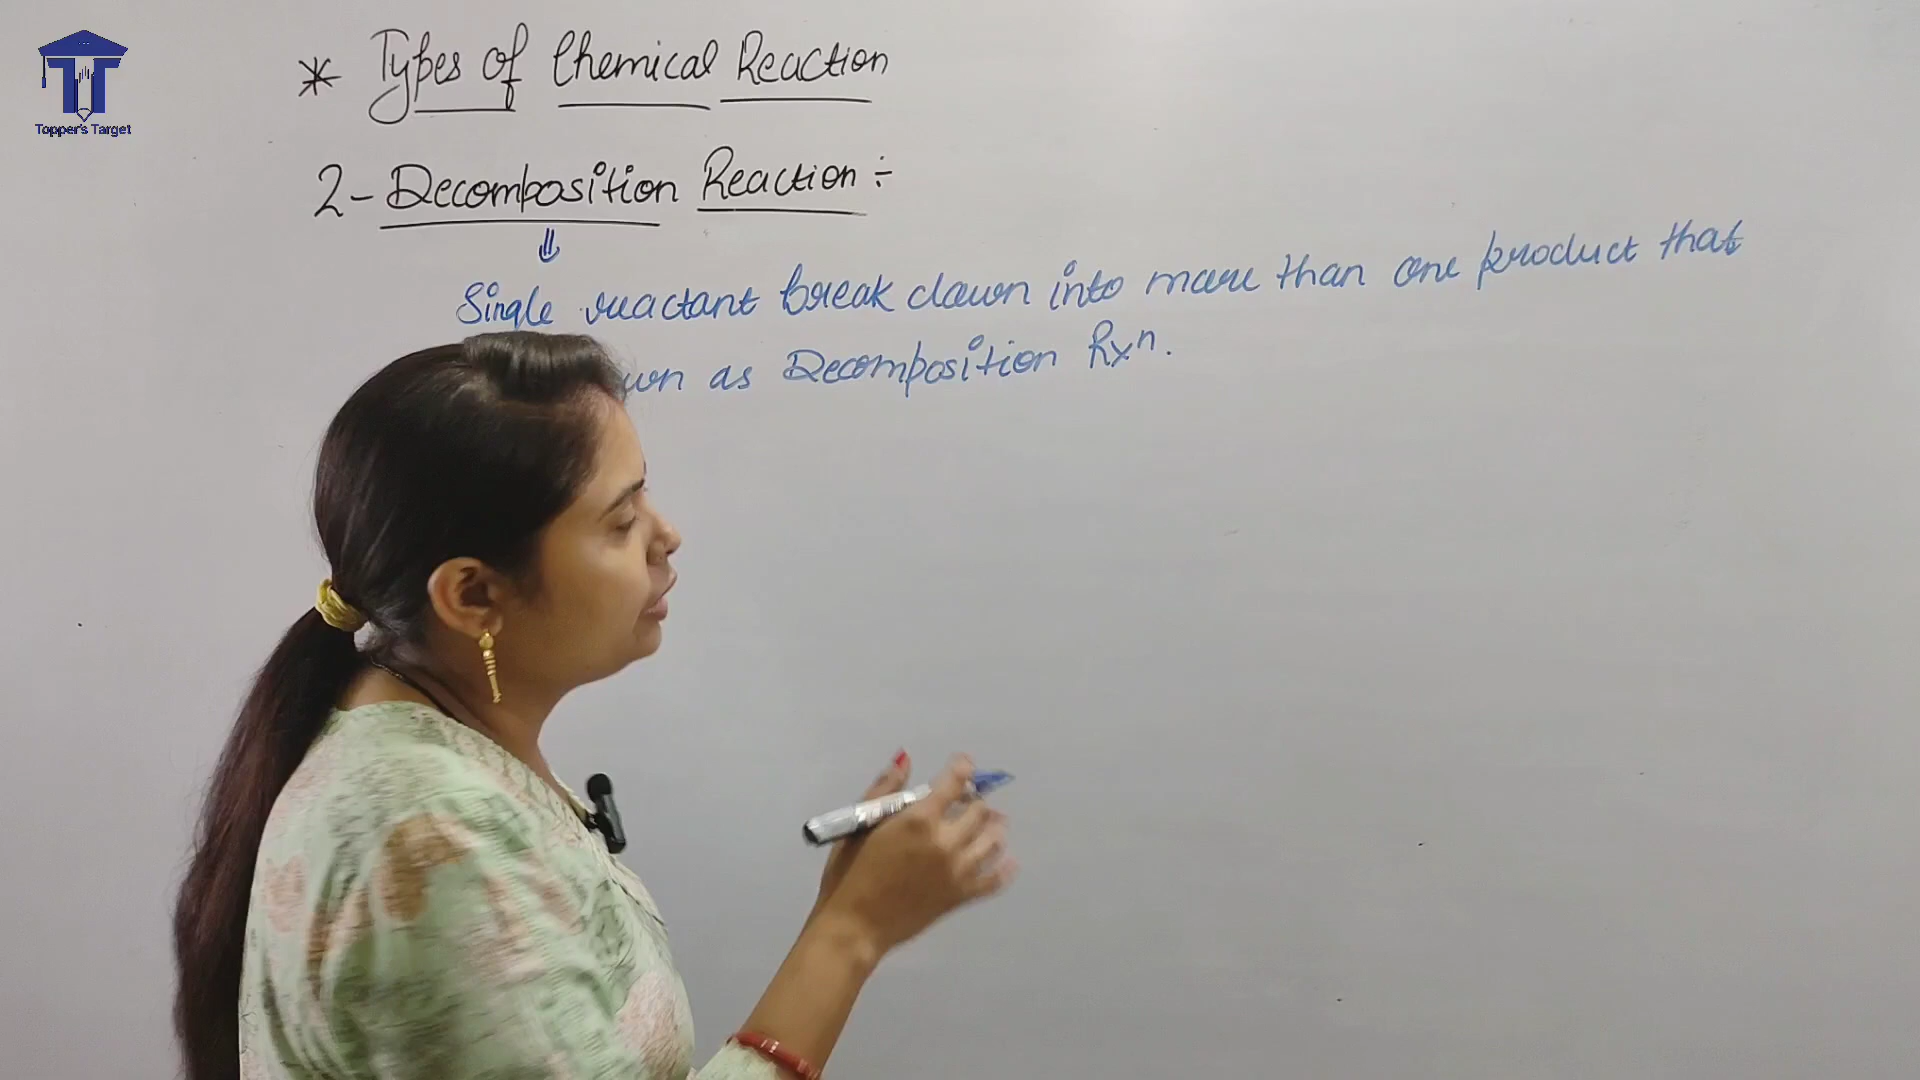 Topper's Target
* Types of Chemical Reaction
2- Decomposition Reaction ÷
Single reactant break down into more than one product that
as Decomposition Rxn.